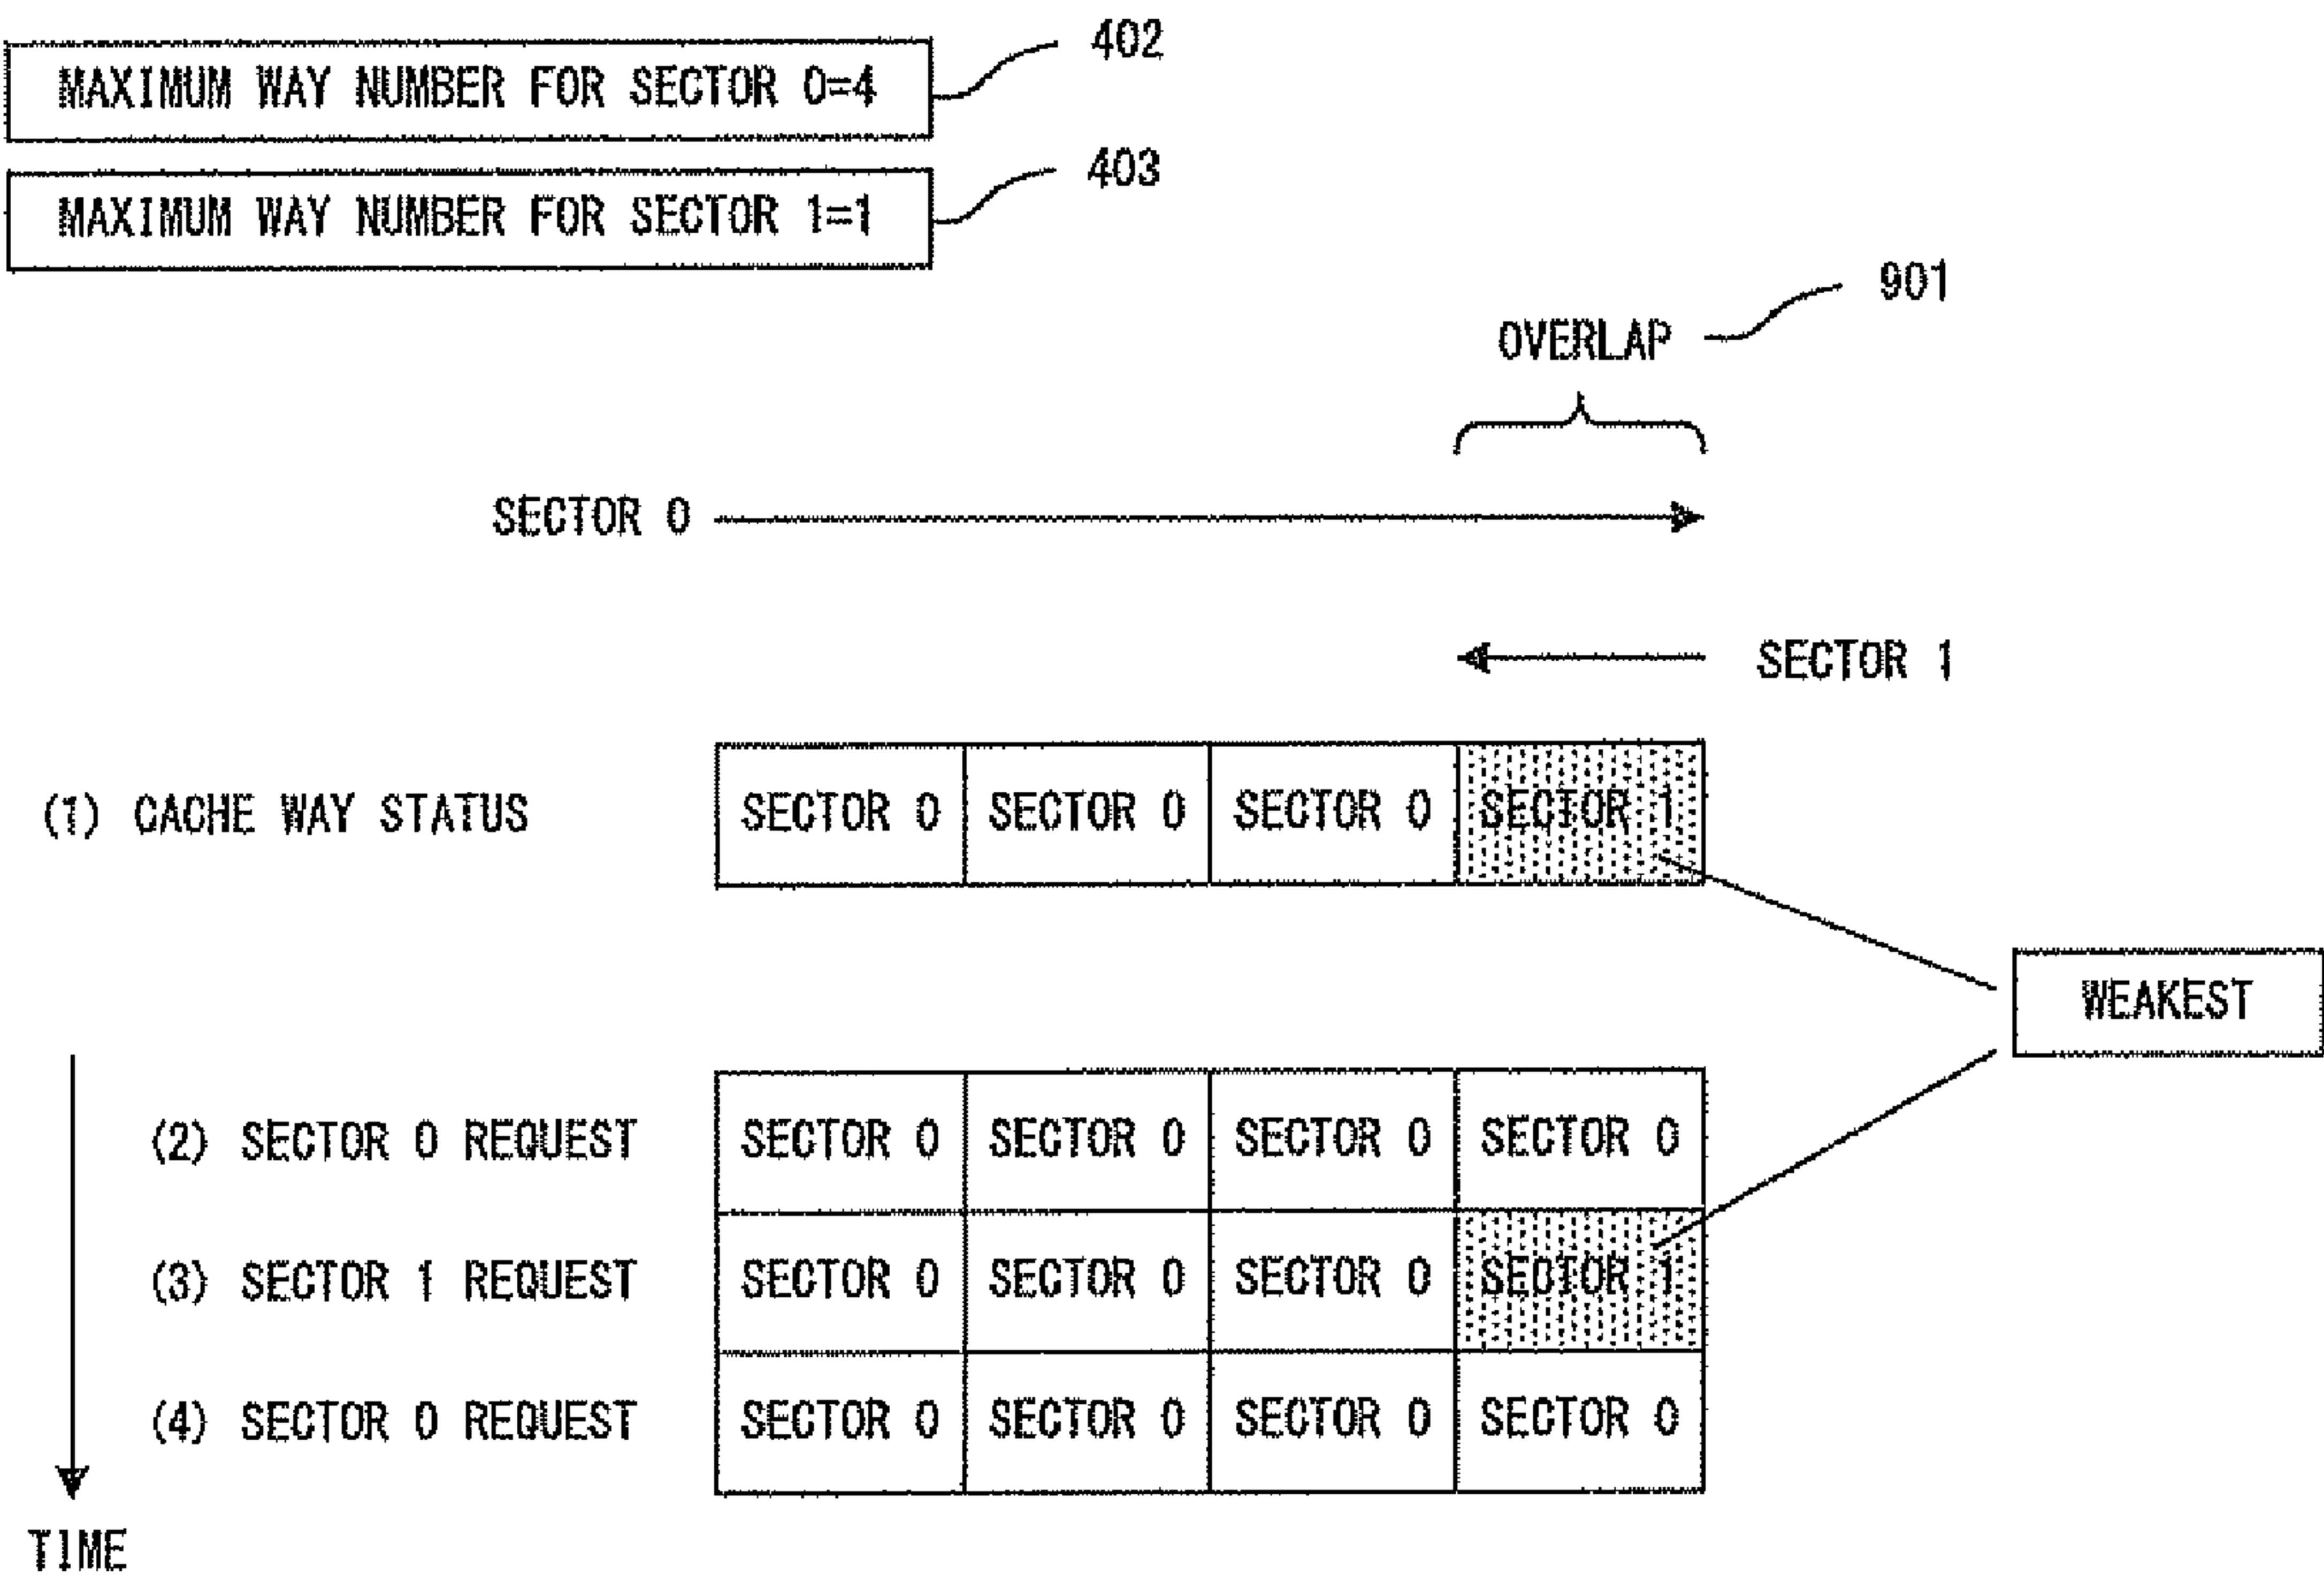 402
MAXIMUM WAY NUMBER FOR SECTOR 0=4
403
MAXIMUM WAY NUMBER FOR SECTOR 1=1
901
OVERLAP
SECTOR 0
SECTOR 1
(1) CACHE WAY STATUS SECTOR 0 SECTOR 0 SECTOR 0 SECTOR 1
WEAKEST
(2) SECTOR 0 REQUEST SECTOR 0 SECTOR 0 SECTOR 0 SECTOR 0
(3) SECTOR 1 REQUEST SECTOR 0 SECTOR 0 SECTOR 0 SECTOR 1
(4) SECTOR 0 REQUEST SECTOR 0 SECTOR 0 SECTOR 0 SECTOR 0
TIME